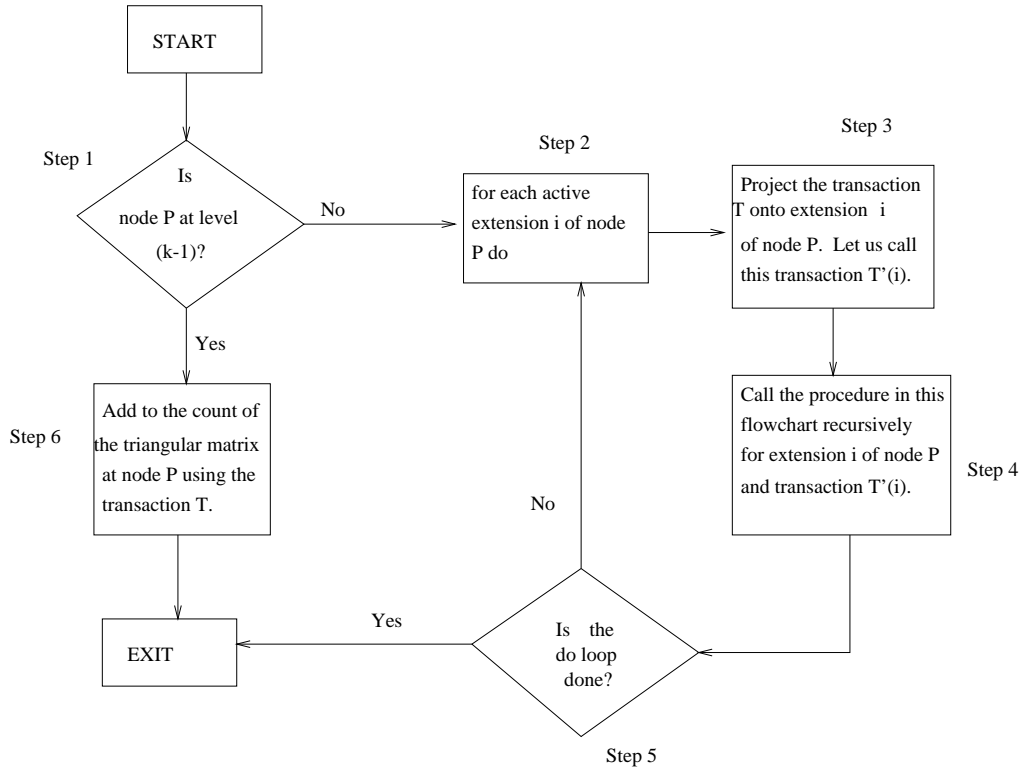 START
Step 1
Is
node P at level
(k-1)?
No
Yes
Step 2
for each active
extension i of node
P do
Step 3
Project the transaction
T onto extension i
of node P. Let us call
this transaction T’(i).
Call the procedure in this
flowchart recursively
for extension i of node P
and transaction T’(i).
Step 4
Step 6
Add to the count of
the triangular matrix
at node P using the
transaction T.
No
Yes
Is the
do loop
done?
Step 5
EXIT